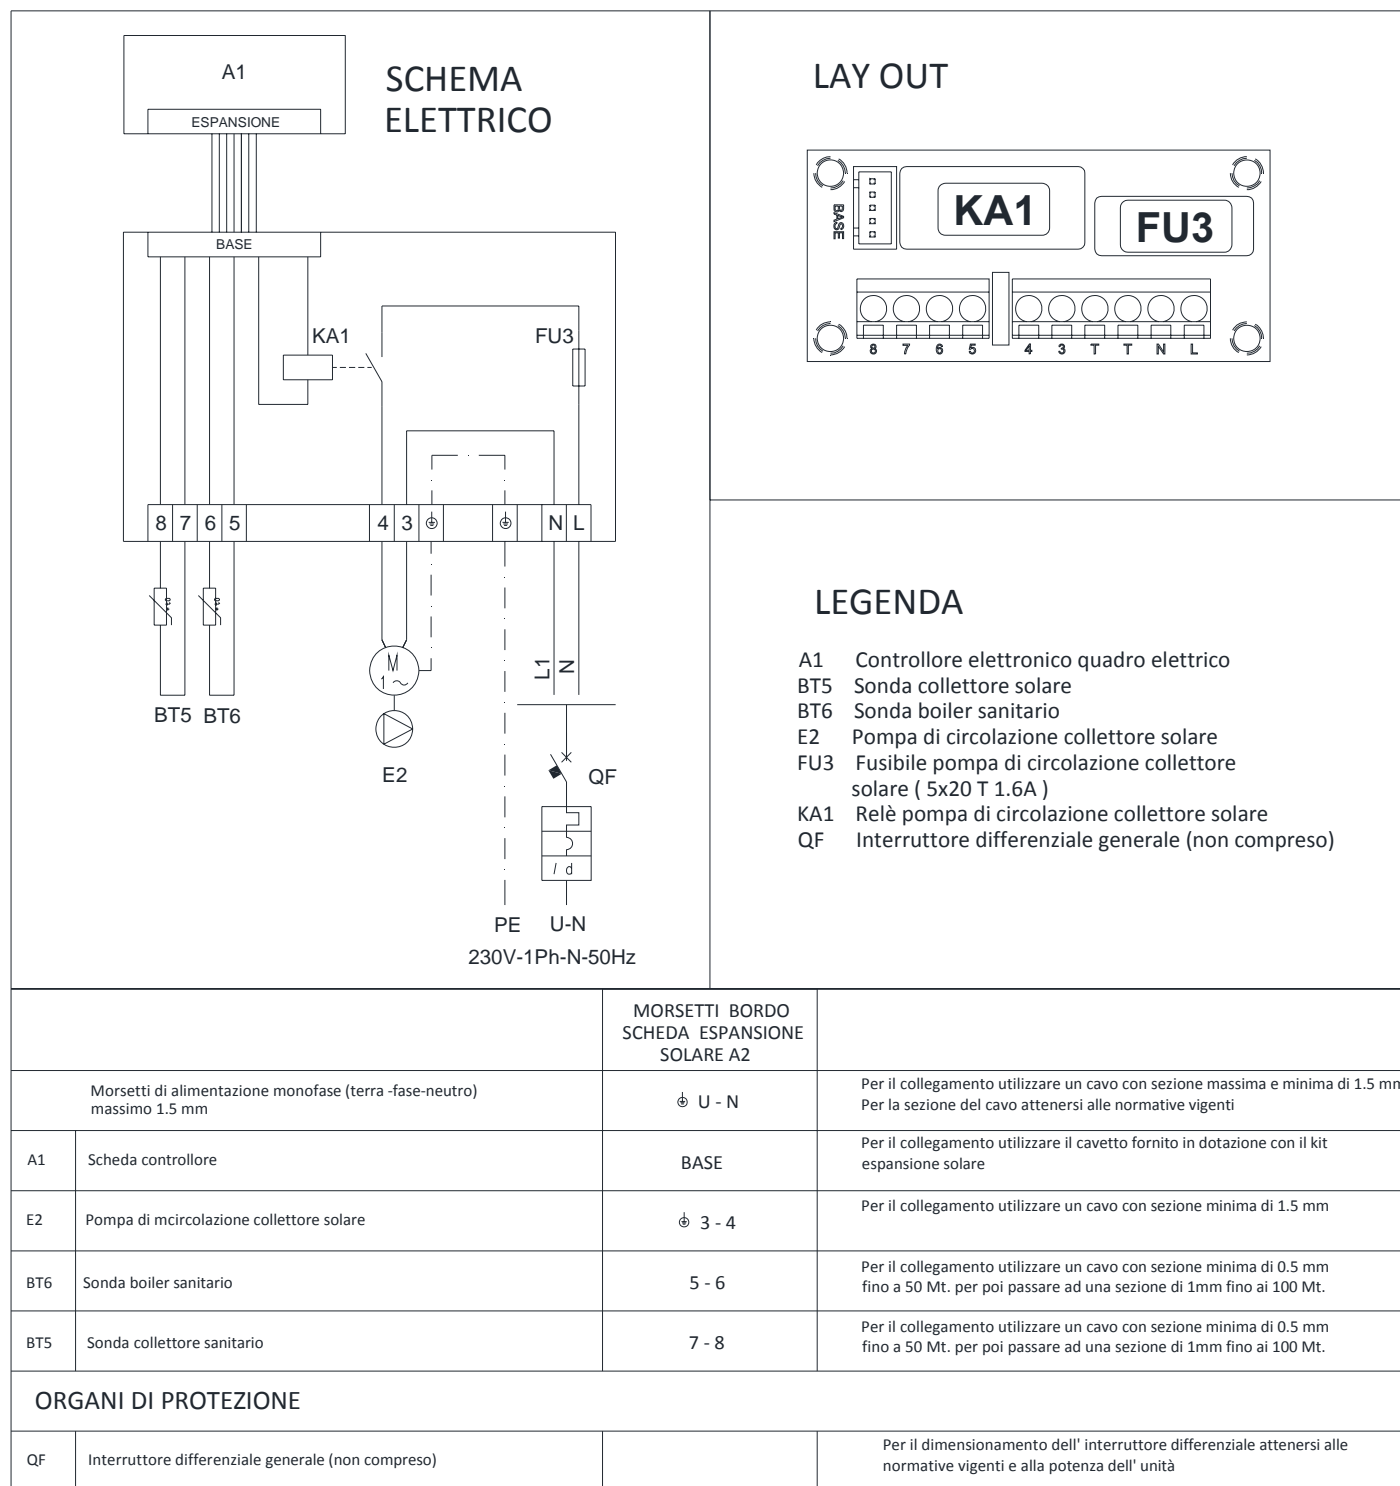 A1
ESPANSIONE
SCHEMA
ELETTRICO
BASE
KA1
FU3
8 7 6 5 4 3 N L
BT5 BT6
M
1~
E2
L1
N
QF
I d
PE U-N
230V-1Ph-N-50Hz
LAY OUT
BASE
KA1
FU3
8 7 6 5 4 3 T T N L
LEGENDA
A1 Controllore elettronico quadro elettrico
BT5 Sonda collettore solare
BT6 Sonda boiler sanitario
E2 Pompa di circolazione collettore solare
FU3 Fusibile pompa di circolazione collettore
solare ( 5x20 T 1.6A )
KA1 Relè pompa di circolazione collettore solare
QF Interruttore differenziale generale (non compreso)
MORSETTI BORDO
SCHEDA ESPANSIONE
SOLARE A2
Morsetti di alimentazione monofase (terra -fase-neutro)
massimo 1.5 mm
⏚ U - N
Per il collegamento utilizzare un cavo con sezione massima e minima di 1.5 mm
Per la sezione del cavo attenersi alle normative vigenti
A1
Scheda controllore
BASE
Per il collegamento utilizzare il cavetto fornito in dotazione con il kit
espansione solare
E2
Pompa di mcircolazione collettore solare
⏚ 3 - 4
Per il collegamento utilizzare un cavo con sezione minima di 1.5 mm
BT6
Sonda boiler sanitario
5 - 6
Per il collegamento utilizzare un cavo con sezione minima di 0.5 mm
fino a 50 Mt. per poi passare ad una sezione di 1mm fino ai 100 Mt.
BT5
Sonda collettore sanitario
7 - 8
Per il collegamento utilizzare un cavo con sezione minima di 0.5 mm
fino a 50 Mt. per poi passare ad una sezione di 1mm fino ai 100 Mt.
ORGANI DI PROTEZIONE
QF
Interruttore differenziale generale (non compreso)
Per il dimensionamento dell' interruttore differenziale attenersi alle
normative vigenti e alla potenza dell' unità